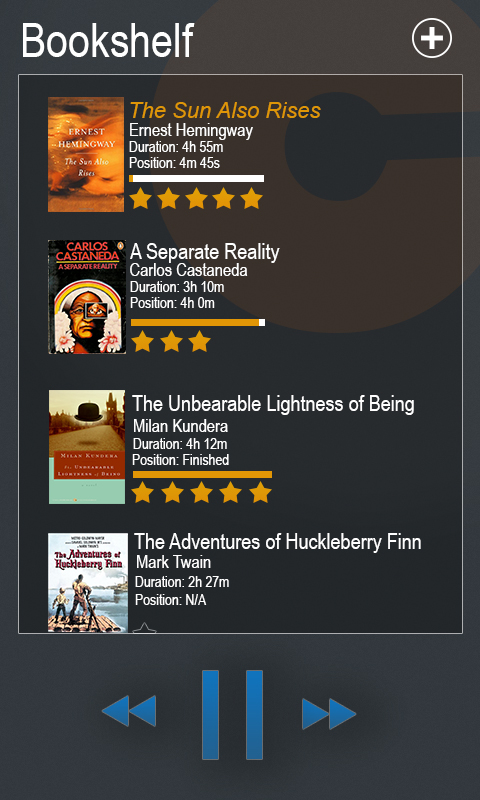 Bookshelf
ERNEST
HEMINGWAY
The Sun Also
Rises
The Sun Also Rises
Ernest Hemingway
Duration: 4h 55m
Position: 4m 45s
CARLOS
CASTANEDA
A SEPARATE REALITY
A Separate Reality
Carlos Castaneda
Duration: 3h 10m
Position: 4h 0m
MILAN KUNDERA
The UNBEARABLE
LIGHTNESS of BEING
The Unbearable Lightness of Being
Milan Kundera
Duration: 4h 12m
Position: Finished
The Adventures of
Huckleberry Finn
The Adventures of Huckleberry Finn
Mark Twain
Duration: 2h 27m
Position: N/A